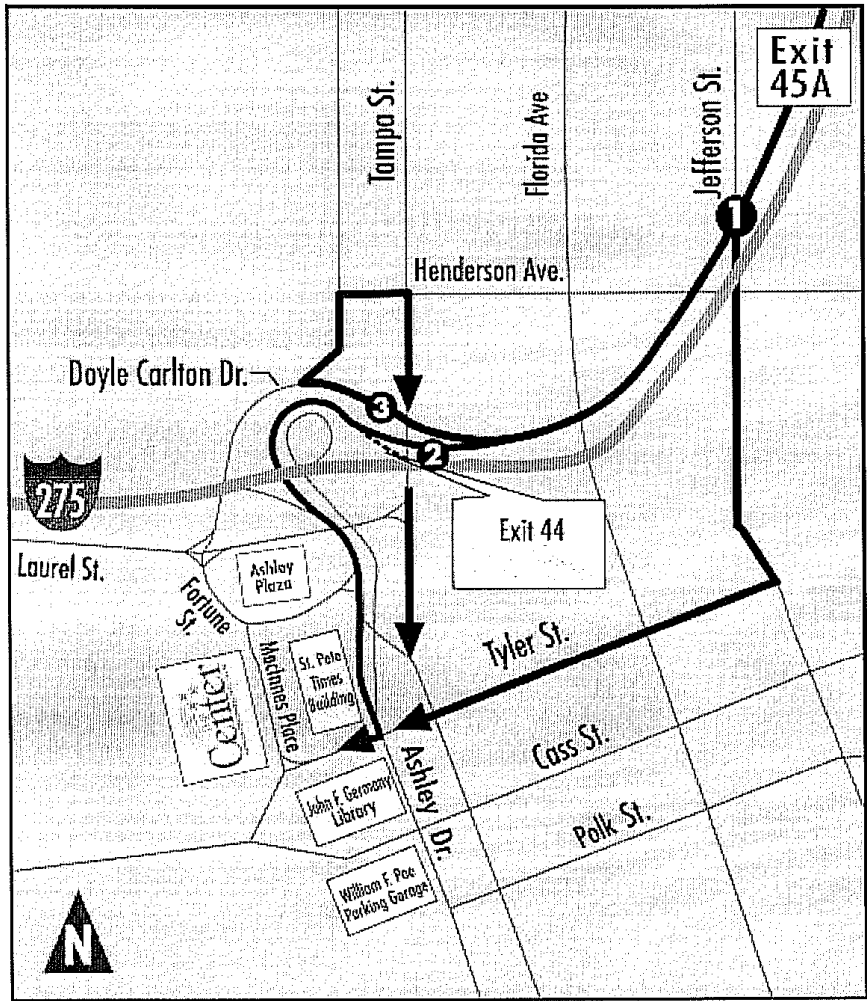 Exit
45A
Tampa St.
Florida Ave
Jefferson St.
1
Henderson Ave.
Doyle Carlton Dr.
3
2
275
Exit 44
Laurel St.
Ashley
Plaza
Fortune
St.
Tyler St.
MacInnes Place
St. Pete
Times
Building
Center
Cass St.
Ashley Dr.
John F. Germany
Library
Polk St.
William F. Poe
Parking Garage
N